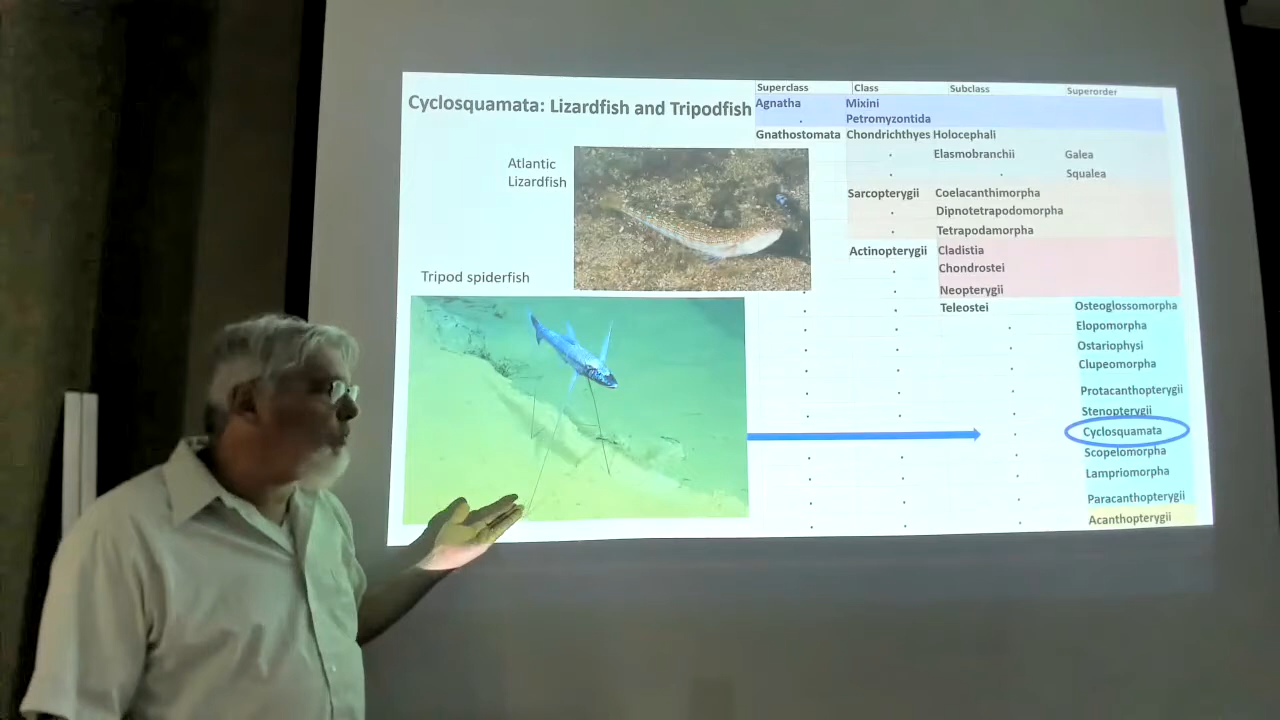 Cyclosquamata: Lizardfish and Tripodfish
Atlantic
Lizardfish
Tripod spiderfish
Superclass Class Subclass Superorder
Agnatha Mixini
Petromyzontida
Gnathostomata Chondrichthyes Holocephali
Elasmobranchii Galea
Squalea
Sarcopterygii Coelacanthimorpha
Dipnotetrapodomorpha
Tetrapodamorpha
Actinopterygii Cladistia
Chondrostei
Neopterygii
Teleostei Osteoglossomorpha
Elopomorpha
Ostariophysi
Clupeomorpha
Protacanthopterygii
Stenopterygii
Cyclosquamata
Scopelomorpha
Lampriomorpha
Paracanthopterygii
Acanthopterygii